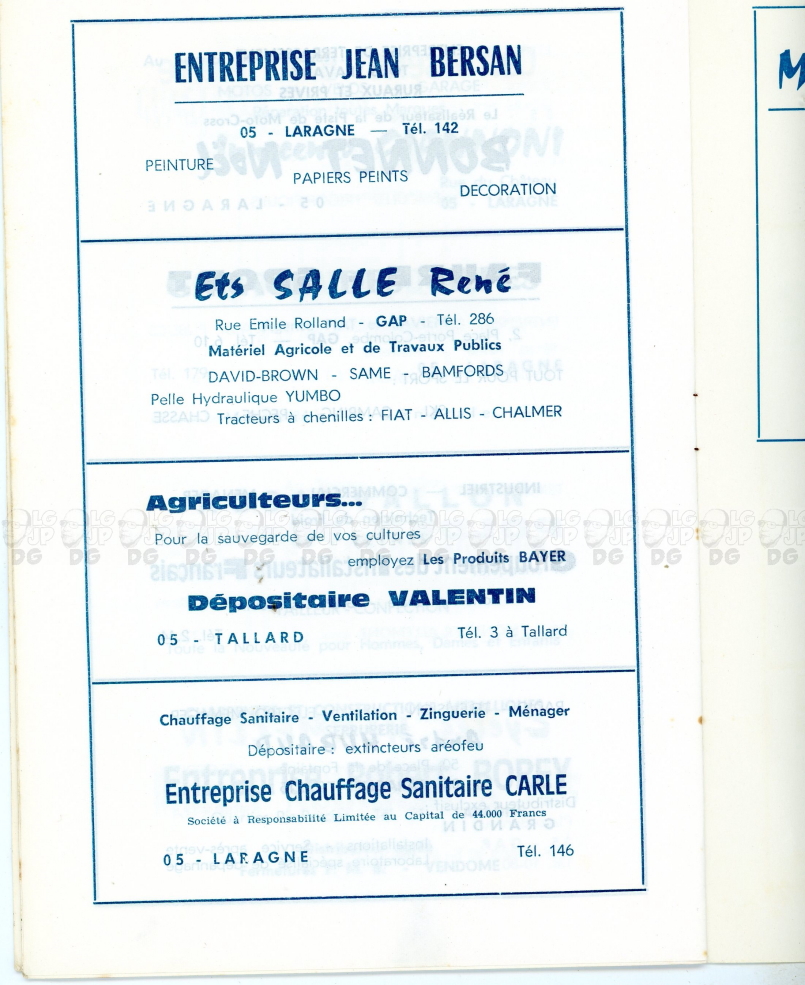 ENTREPRISE JEAN BERSAN
05 - LARAGNE — Tél. 142
PEINTURE
PAPIERS PEINTS
DECORATION
Ets SALLE René
Rue Emile Rolland - GAP - Tél. 286
Matériel Agricole et de Travaux Publics
DAVID-BROWN - SAME - BAMFORDS
Pelle Hydraulique YUMBO
Tracteurs à chenilles : FIAT - ALLIS - CHALMER
Agriculteurs...
Pour la sauvegarde de vos cultures
employez Les Produits BAYER
Dépositaire VALENTIN
05 - TALLARD Tél. 3 à Tallard
Chauffage Sanitaire - Ventilation - Zinguerie - Ménager
Dépositaire : extincteurs aréofeu
Entreprise Chauffage Sanitaire CARLE
Société à Responsabilité Limitée au Capital de 44.000 Francs
05 - LARAGNE Tél. 146
M